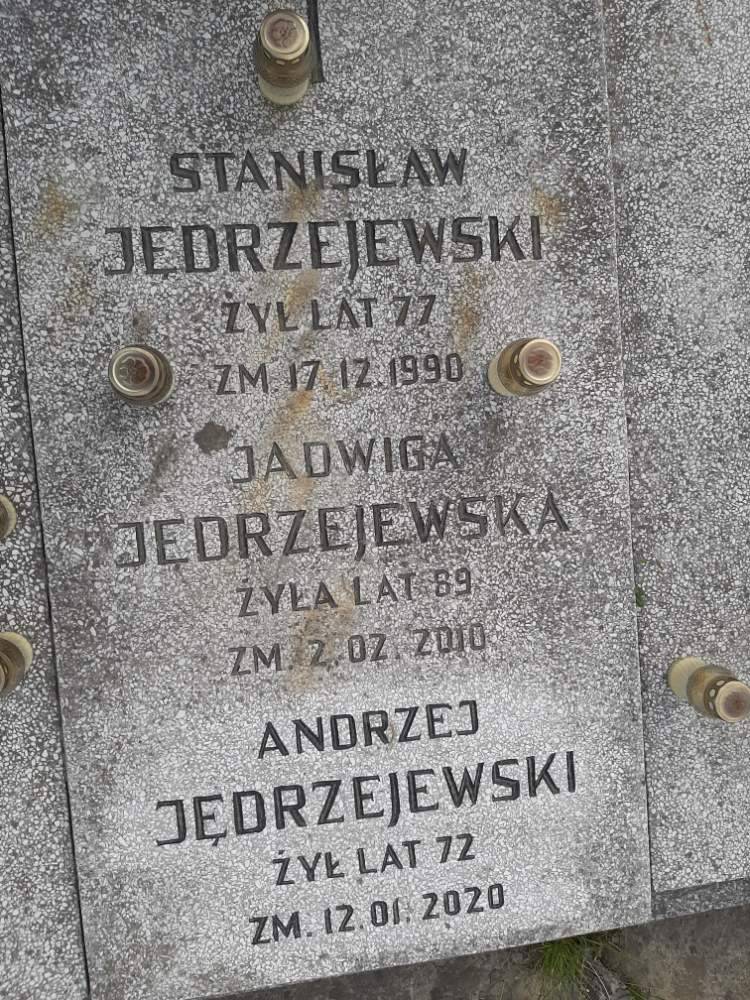 STANISŁAW
JĘDRZEJEWSKI
ŻYŁ LAT 77
ZM 17.12.1990
JADWIGA
JĘDRZEJEWSKA
ŻYŁA LAT 89
ZM. 2.02.2010
ANDRZEJ
JĘDRZEJEWSKI
ŻYŁ LAT 72
ZM. 12.01.2020